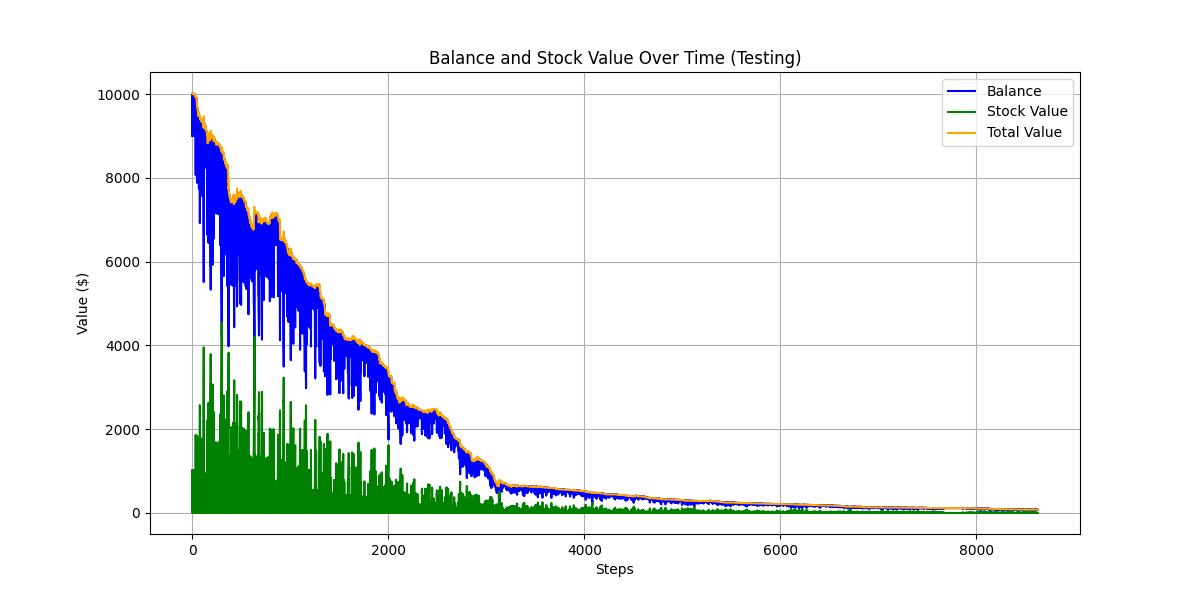 Balance and Stock Value Over Time (Testing)
Balance
Stock Value
Total Value
Value ($)
10000
8000
6000
4000
2000
0
0 2000 4000 6000 8000
Steps